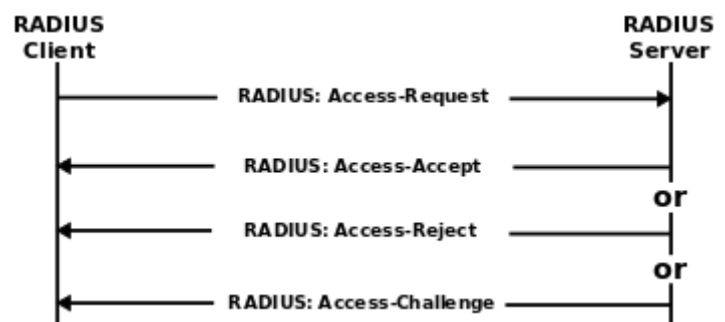 RADIUS
Client
RADIUS
Server
RADIUS: Access-Request
RADIUS: Access-Accept
or
RADIUS: Access-Reject
or
RADIUS: Access-Challenge